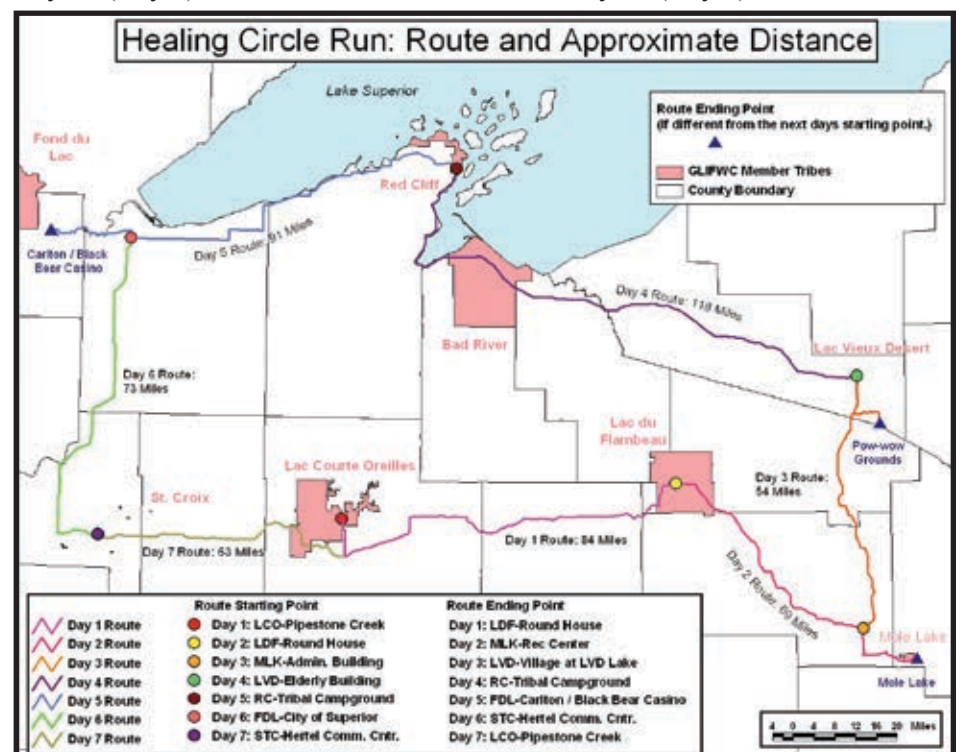 Healing Circle Run: Route and Approximate Distance
Lake Superior
Route Ending Point
(If different from the next days starting point.)
GLIFWC Member Tribes
County Boundary
Fond du
Lac
Red Cliff
Carlton / Black
Bear Casino
Day 5 Route: 91 Miles
Day 4 Route: 118 Miles
Bad River
Lac Vieux Desert
Day 6 Route:
73 Miles
Lac du
Flambeau
Pow-wow
Grounds
Lac Courte Oreilles
Day 3 Route:
54 Miles
St. Croix
Day 7 Route: 63 Miles
Day 1 Route: 84 Miles
Day 2 Route: 69 Miles
Mole Lake
Mole Lake
Route Starting Point
Route Ending Point
Day 1 Route
Day 1: LCO-Pipestone Creek
Day 1: LDF-Round House
Day 2 Route
Day 2: LDF-Round House
Day 2: MLK-Rec Center
Day 3 Route
Day 3: MLK-Admin. Building
Day 3: LVD-Village at LVD Lake
Day 4 Route
Day 4: LVD-Elderly Building
Day 4: RC-Tribal Campground
Day 5 Route
Day 5: RC-Tribal Campground
Day 5: FDL-Carlton / Black Bear Casino
Day 6 Route
Day 6: FDL-City of Superior
Day 6: STC-Hertel Comm. Cntr.
Day 7 Route
Day 7: STC-Hertel Comm. Cntr.
Day 7: LCO-Pipestone Creek
4 0 4 8 12 16 20 Miles